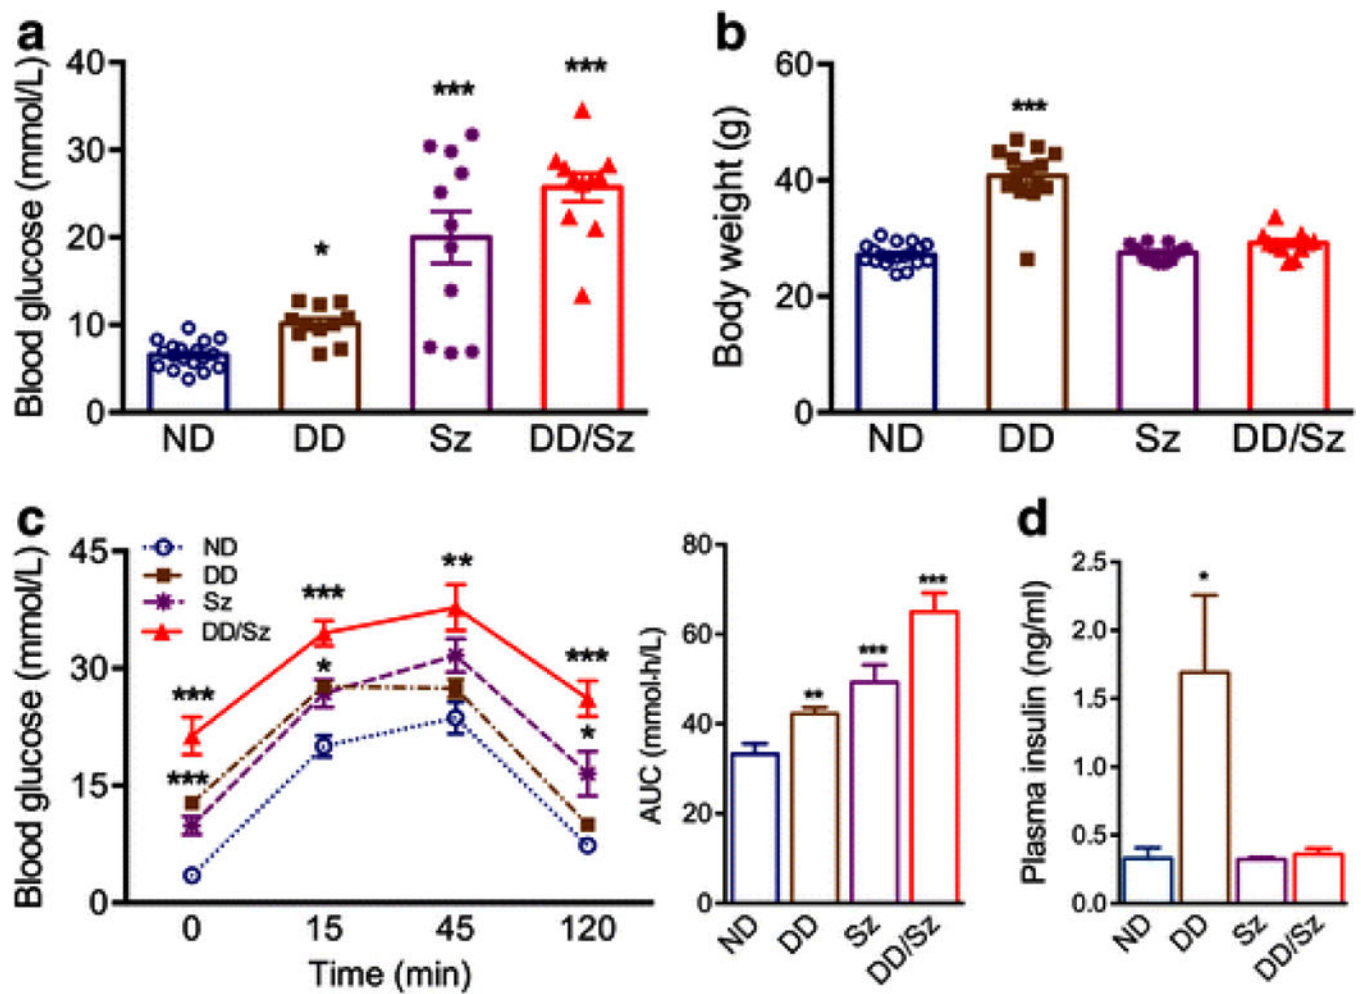 a
Blood glucose (mmol/L)
40
30
20
10
0
*
***
***
ND DD Sz DD/Sz
b
Body weight (g)
60
40
20
0
***
ND DD Sz DD/Sz
c
Blood glucose (mmol/L)
45
30
15
0
ND
DD
Sz
DD/Sz
***
***
***
*
**
***
*
0 15 45 120
Time (min)
AUC (mmol·h/L)
80
60
40
20
0
**
***
***
ND DD Sz DD/Sz
d
Plasma insulin (ng/ml)
2.5
2.0
1.5
1.0
0.5
0.0
*
ND DD Sz DD/Sz